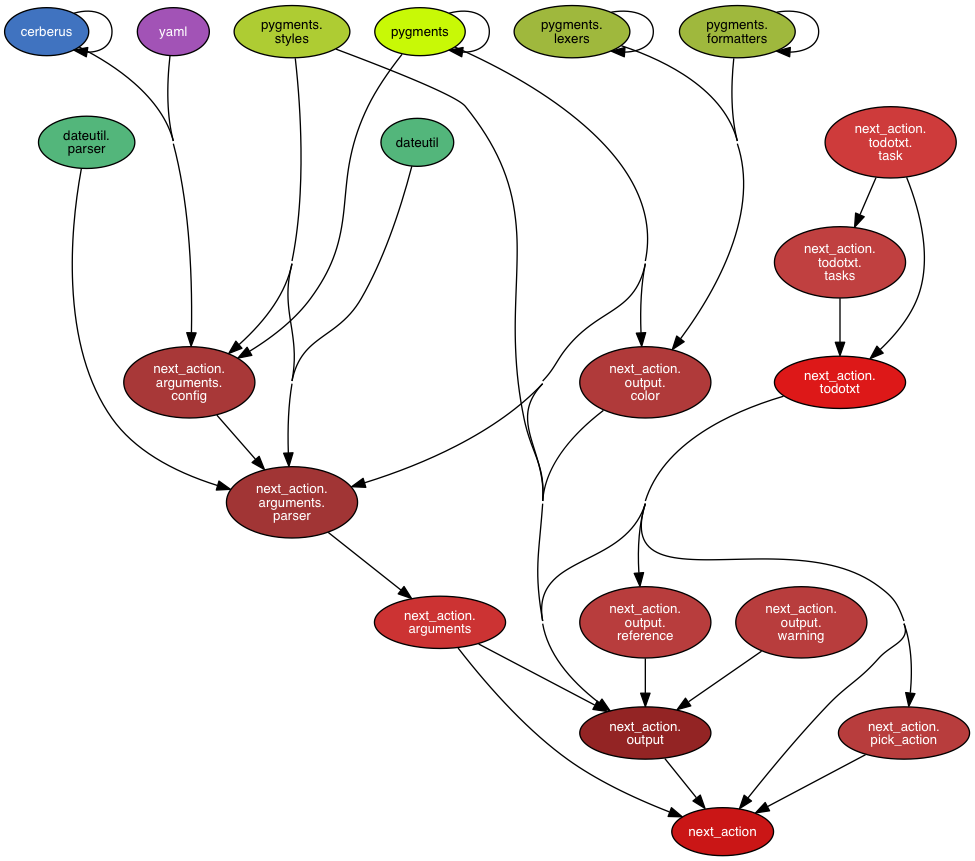 cerberus
yaml
pygments.
styles
pygments
pygments.
lexers
pygments.
formatters
dateutil.
parser
dateutil
next_action.
todotxt.
task
next_action.
todotxt.
tasks
next_action.
arguments.
config
next_action.
output.
color
next_action.
todotxt
next_action.
arguments.
parser
next_action.
arguments
next_action.
output.
reference
next_action.
output.
warning
next_action.
output
next_action.
pick_action
next_action